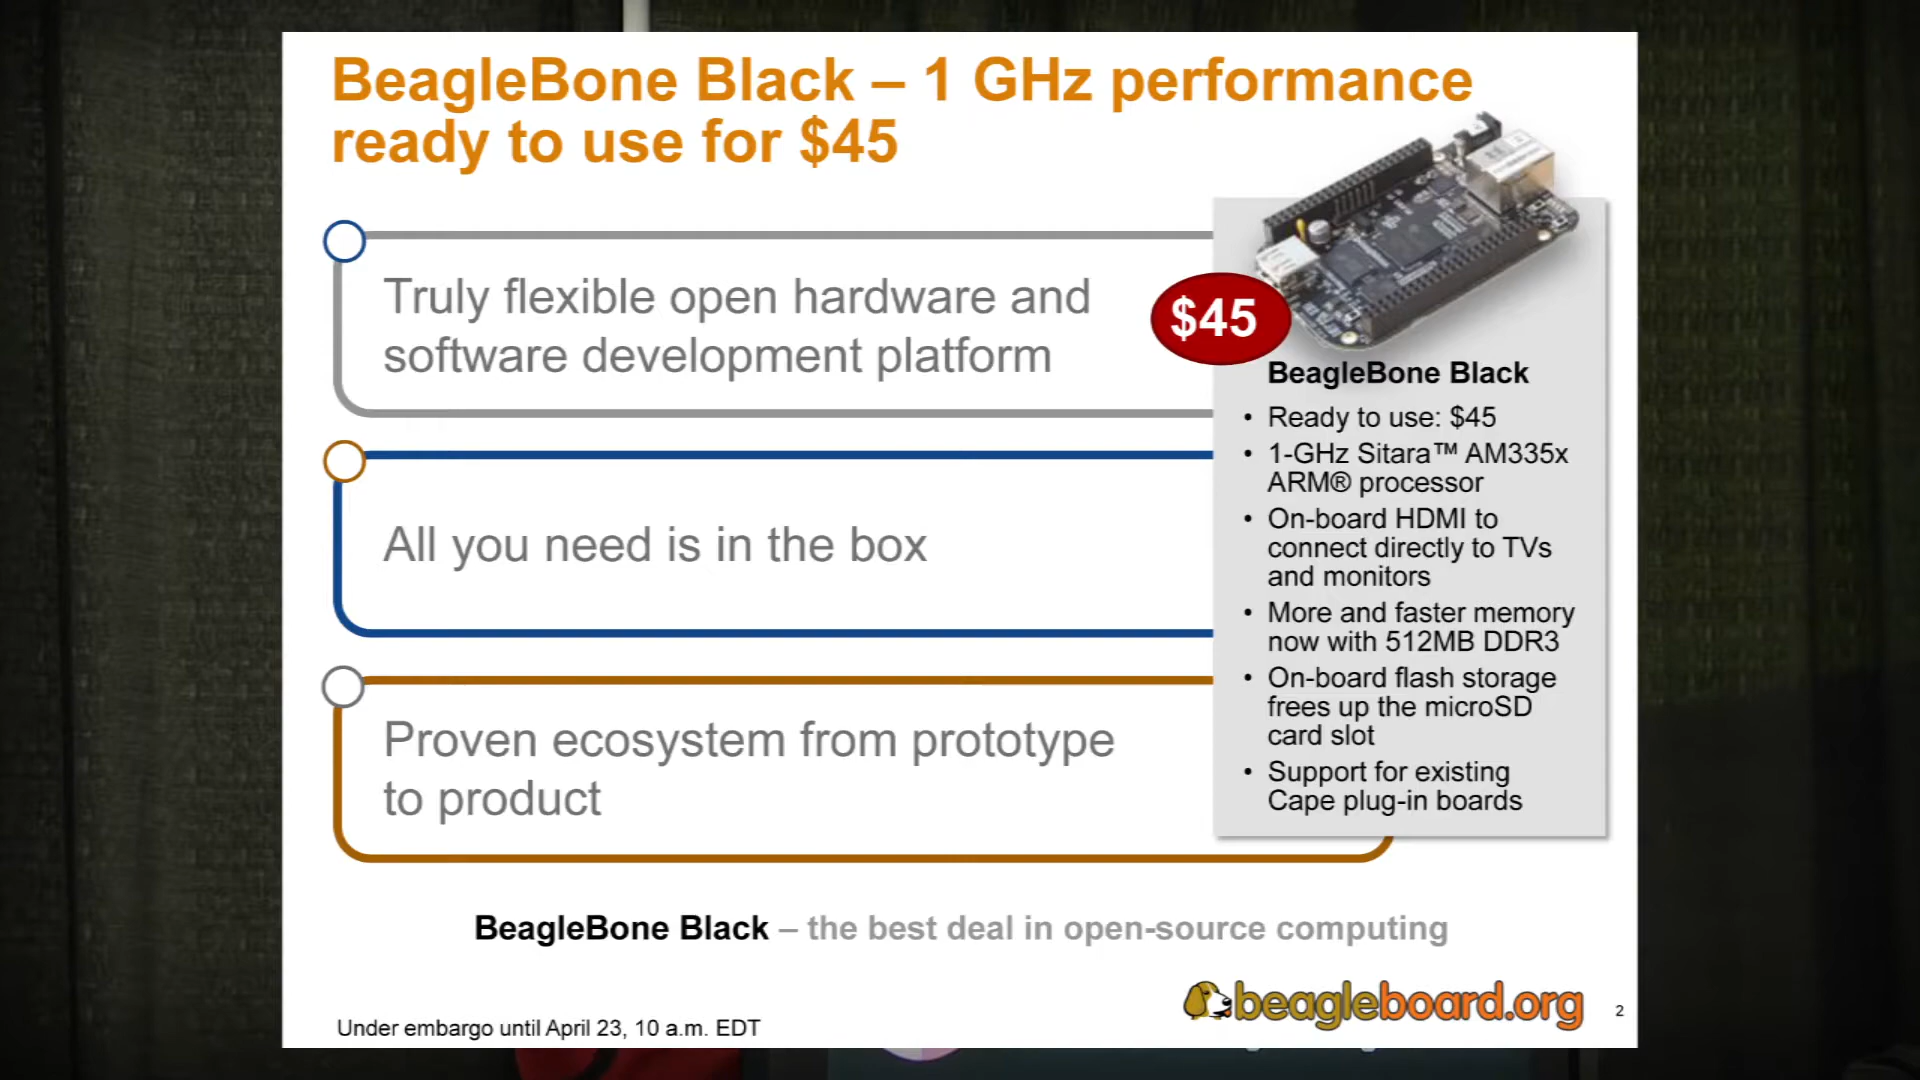 BeagleBone Black – 1 GHz performance
ready to use for $45
Truly flexible open hardware and
software development platform
All you need is in the box
Proven ecosystem from prototype
to product
$45
BeagleBone Black
• Ready to use: $45
• 1-GHz Sitara™ AM335x
ARM® processor
• On-board HDMI to
connect directly to TVs
and monitors
• More and faster memory
now with 512MB DDR3
• On-board flash storage
frees up the microSD
card slot
• Support for existing
Cape plug-in boards
BeagleBone Black – the best deal in open-source computing
beagleboard.org
2
Under embargo until April 23, 10 a.m. EDT